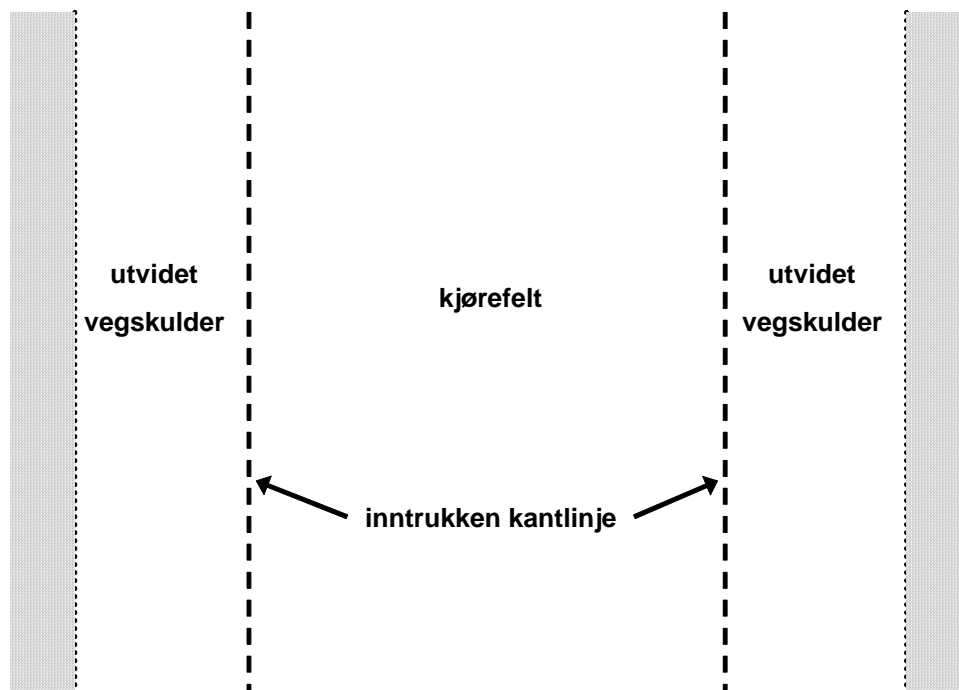 utvidet
vegskulder
kjørefelt
utvidet
vegskulder
inntrukken kantlinje